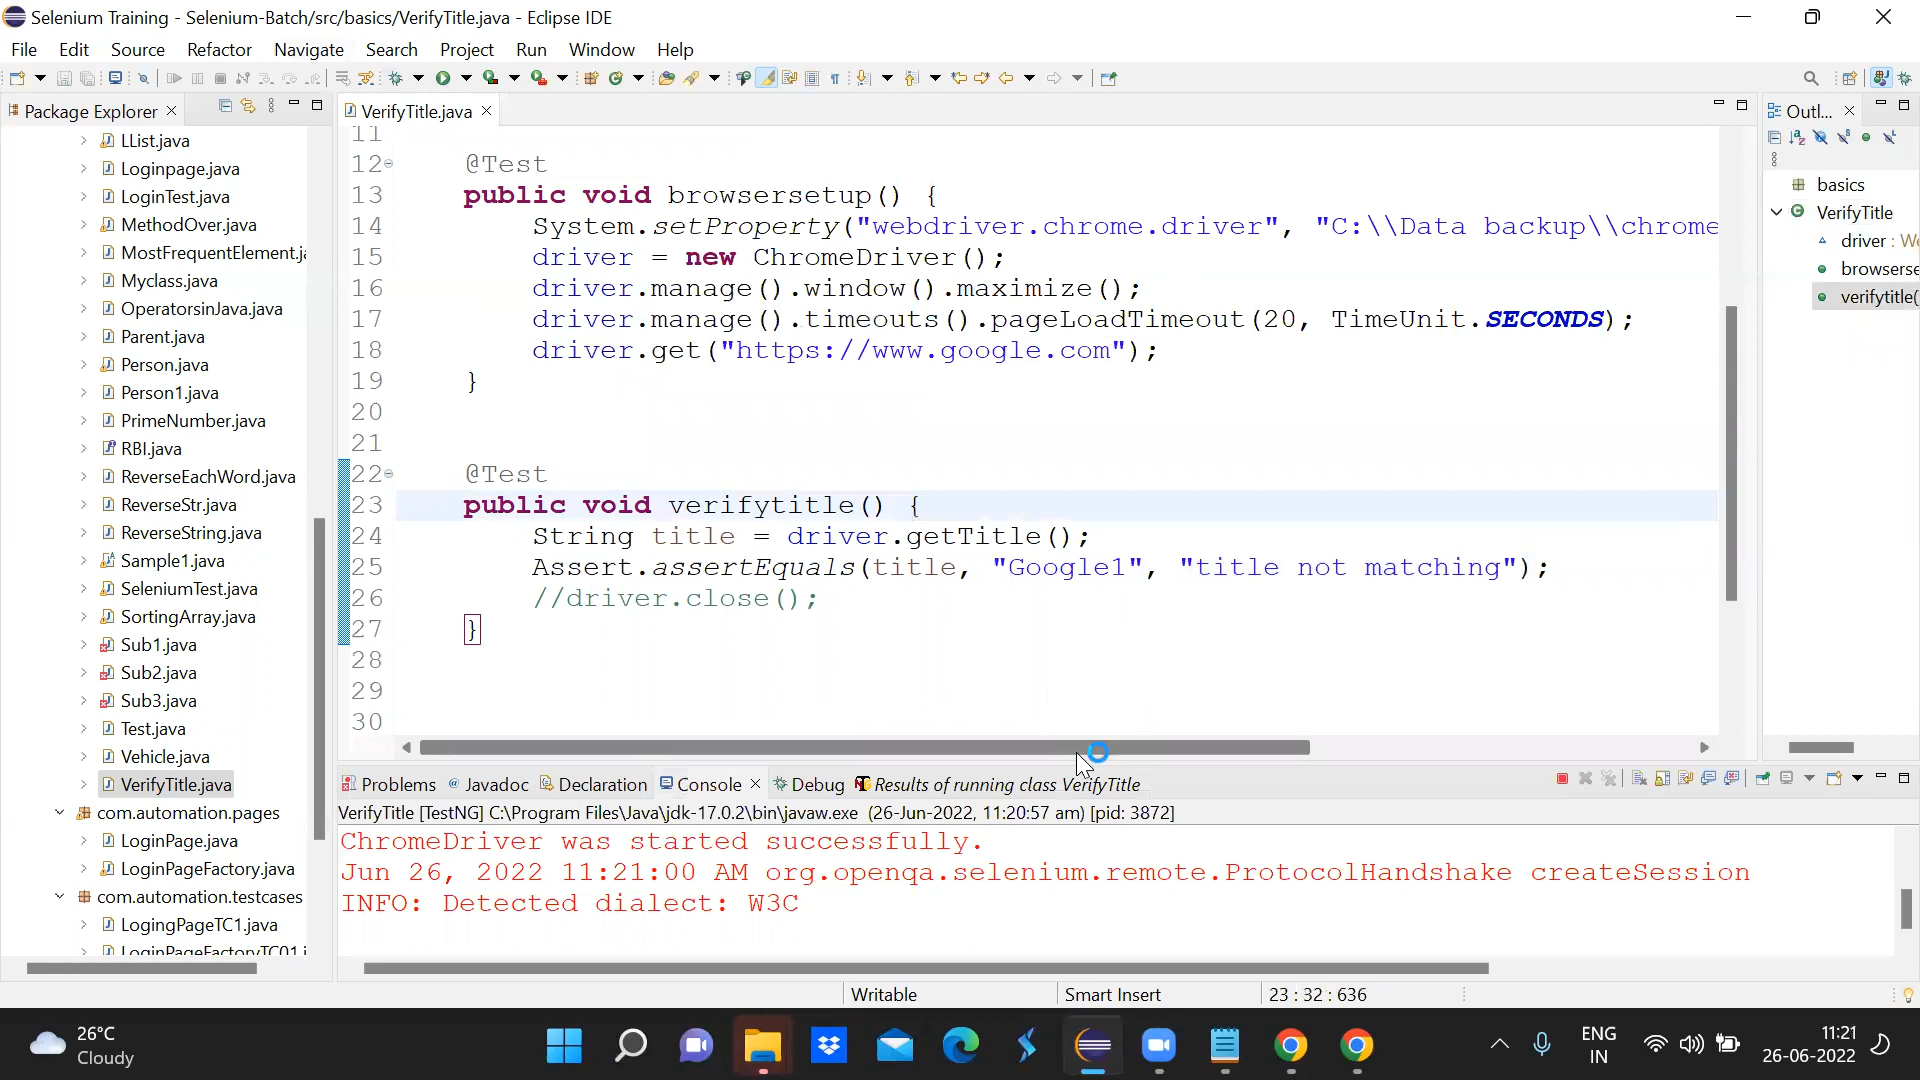 Selenium Training - Selenium-Batch/src/basics/VerifyTitle.java - Eclipse IDE
File Edit Source Refactor Navigate Search Project Run Window Help
Package Explorer
LList.java
Loginpage.java
LoginTest.java
MethodOver.java
MostFrequentElement.ja
Myclass.java
OperatorsinJava.java
Parent.java
Person.java
Person1.java
PrimeNumber.java
RBI.java
ReverseEachWord.java
ReverseStr.java
ReverseString.java
Sample1.java
SeleniumTest.java
SortingArray.java
Sub1.java
Sub2.java
Sub3.java
Test.java
Vehicle.java
VerifyTitle.java
com.automation.pages
LoginPage.java
LoginPageFactory.java
com.automation.testcases
LogingPageTC1.java
LoginPageFactoryTC01.j
VerifyTitle.java
11
12 @Test
13 public void browsersetup() {
14 System.setProperty("webdriver.chrome.driver", "C:\\Data backup\\chrome
15 driver = new ChromeDriver();
16 driver.manage().window().maximize();
17 driver.manage().timeouts().pageLoadTimeout(20, TimeUnit.SECONDS);
18 driver.get("https://www.google.com");
19 }
20
21
22 @Test
23 public void verifytitle() {
24 String title = driver.getTitle();
25 Assert.assertEquals(title, "Google1", "title not matching");
26 //driver.close();
27 }
28
29
30
Outl...
basics
VerifyTitle
driver : We
browserse
verifytitle(
Problems Javadoc Declaration Console Debug Results of running class VerifyTitle
VerifyTitle [TestNG] C:\Program Files\Java\jdk-17.0.2\bin\javaw.exe (26-Jun-2022, 11:20:57 am) [pid: 3872]
ChromeDriver was started successfully.
Jun 26, 2022 11:21:00 AM org.openqa.selenium.remote.ProtocolHandshake createSession
INFO: Detected dialect: W3C
Writable Smart Insert 23 : 32 : 636
26°C
Cloudy
ENG
IN
11:21
26-06-2022